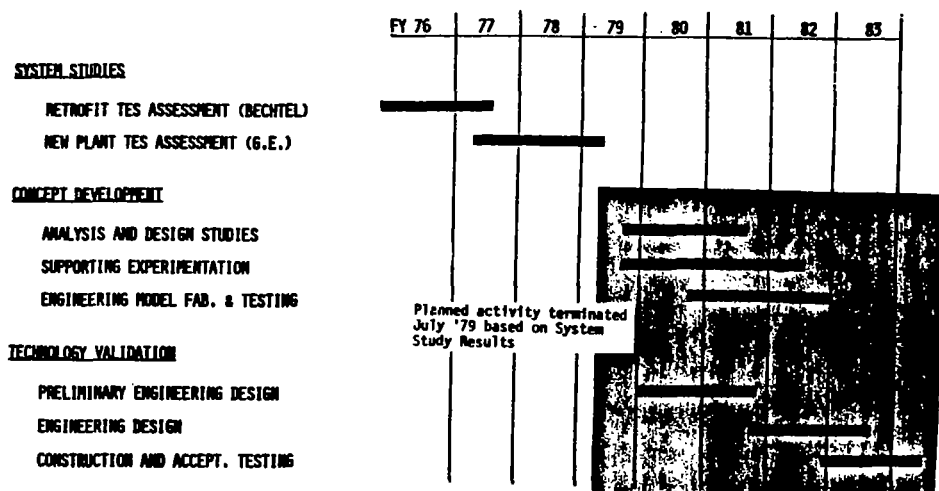 FY 76 77 78 79 80 81 82 83
SYSTEM STUDIES
RETROFIT TES ASSESSMENT (BECHTEL)
NEW PLANT TES ASSESSMENT (G.E.)
CONCEPT DEVELOPMENT
ANALYSIS AND DESIGN STUDIES
SUPPORTING EXPERIMENTATION
ENGINEERING MODEL FAB. & TESTING
Planned activity terminated
July '79 based on System
Study Results
TECHNOLOGY VALIDATION
PRELIMINARY ENGINEERING DESIGN
ENGINEERING DESIGN
CONSTRUCTION AND ACCEPT. TESTING